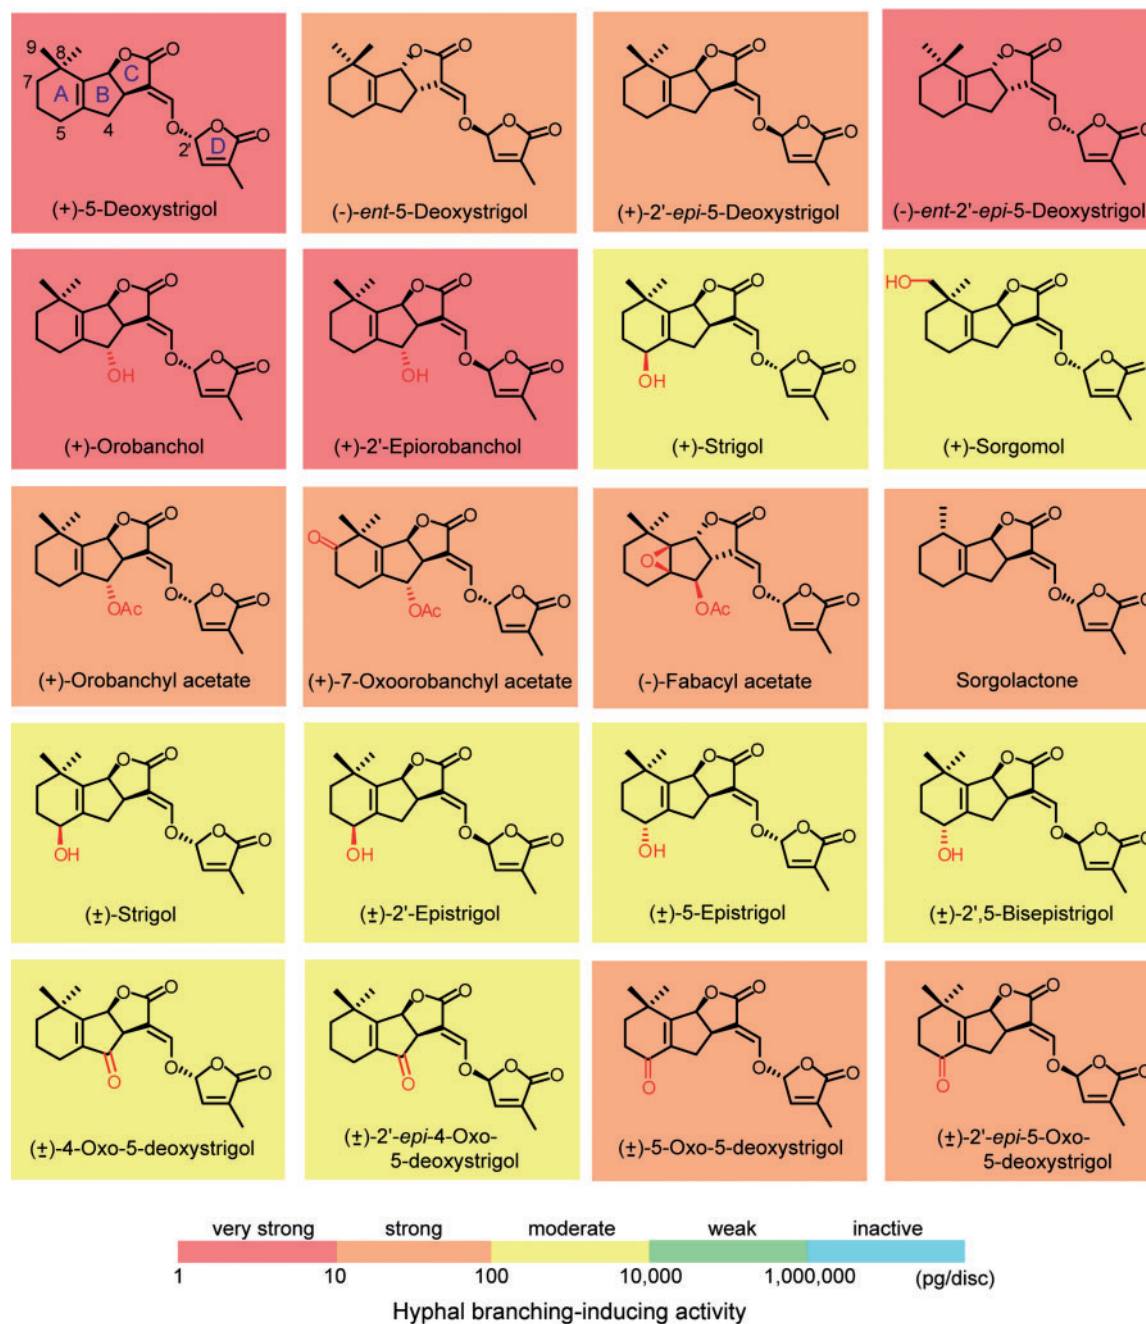 9 8 O O
7 A B C
5 4 O O O
2' D
(+)-5-Deoxystrigol
O O
O O O
(-)-ent-5-Deoxystrigol
O O
O O O
(+)-2'-epi-5-Deoxystrigol
O O
O O O
(-)-ent-2'-epi-5-Deoxystrigol
O O
O O O
OH
(+)-Orobanchol
O O
O O O
OH
(+)-2'-Epiorobanchol
O O
O O O
OH
(+)-Strigol
HO O O
O O O
(+)-Sorgomol
O O
O O O
OAc
(+)-Orobanchyl acetate
O O O
O O O
OAc
(+)-7-Oxoorobanchyl acetate
O O
O
O O O
OAc
(-)-Fabacyl acetate
O O
O O O
Sorgolactone
O O
O O O
OH
(±)-Strigol
O O
O O O
OH
(±)-2'-Epistrigol
O O
O O O
OH
(±)-5-Epistrigol
O O
O O O
OH
(±)-2',5-Bisepistrigol
O O
O O O
O
(±)-4-Oxo-5-deoxystrigol
O O
O O O
O
(±)-2'-epi-4-Oxo-
5-deoxystrigol
O O
O O O
O
(±)-5-Oxo-5-deoxystrigol
O O
O O O
O
(±)-2'-epi-5-Oxo-
5-deoxystrigol
very strong strong moderate weak inactive
1 10 100 10,000 1,000,000 (pg/disc)
Hyphal branching-inducing activity